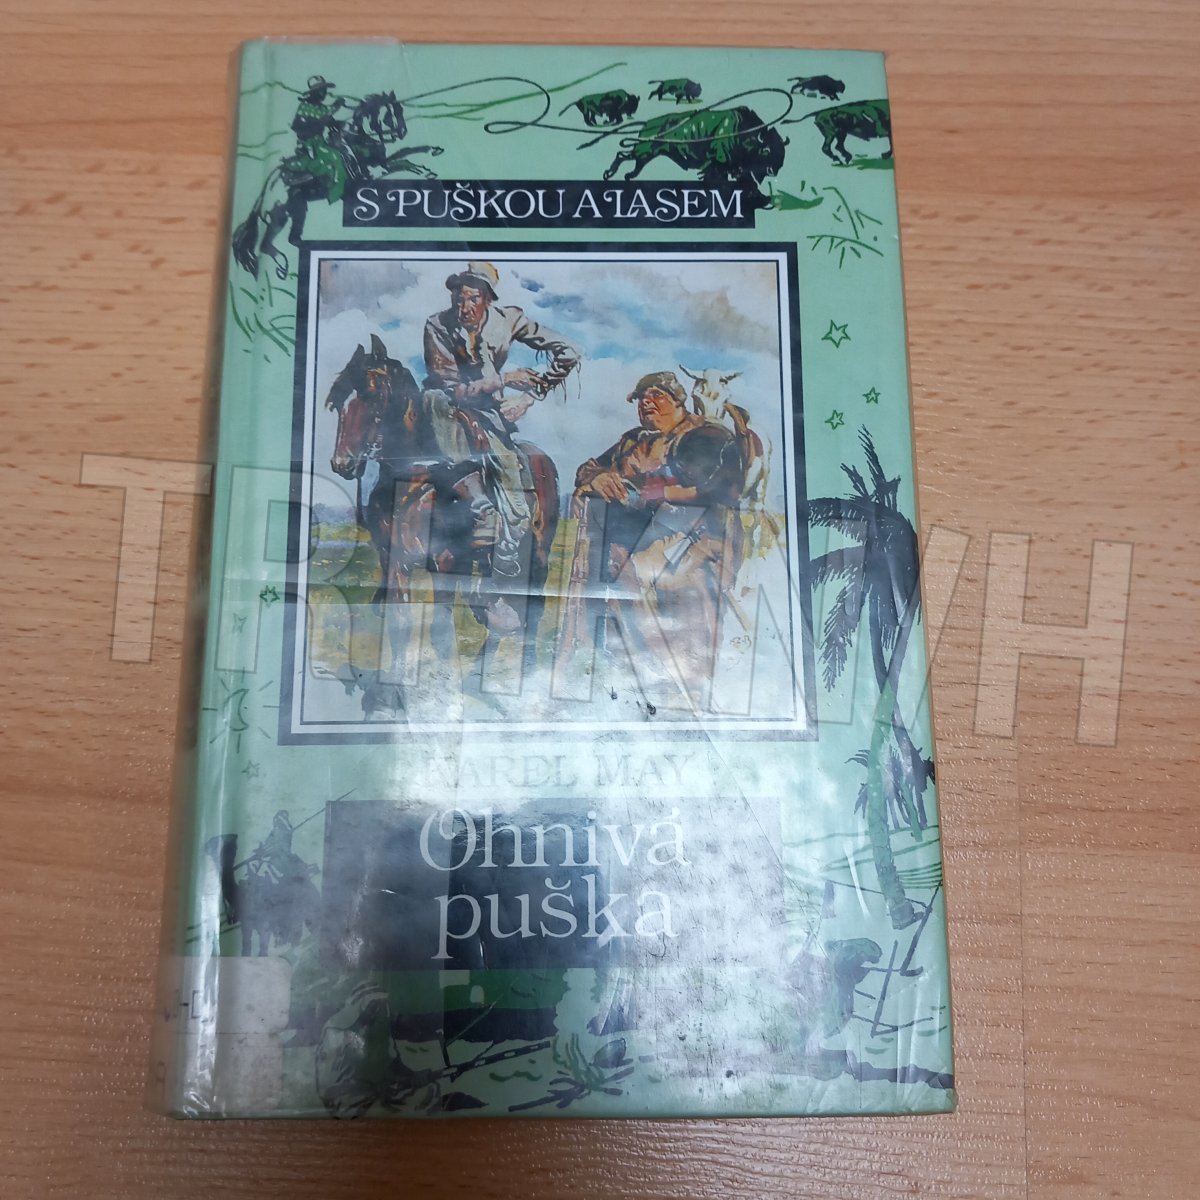 S PUŠKOU A LASEM
KAREL MAY
Ohnivá
puška